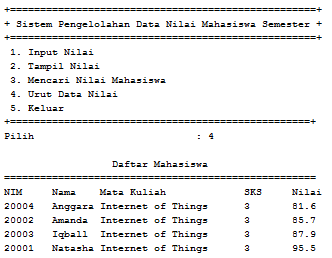 +====================================================+
+ Sistem Pengelolahan Data Nilai Mahasiswa Semester +
+====================================================+
1. Input Nilai
2. Tampil Nilai
3. Mencari Nilai Mahasiswa
4. Urut Data Nilai
5. Keluar
+===================================================+
Pilih : 4
Daftar Mahasiswa
=====================================================
NIM Nama Mata Kuliah SKS Nilai
20004 Anggara Internet of Things 3 81.6
20002 Amanda Internet of Things 3 85.7
20003 Iqball Internet of Things 3 87.9
20001 Natasha Internet of Things 3 95.5